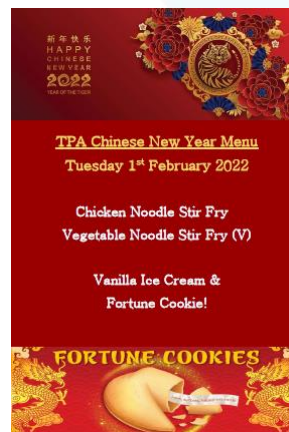 新年快乐
HAPPY
CHINESE
NEW YEAR
2022
YEAR OF THE TIGER
TPA Chinese New Year Menu
Tuesday 1st February 2022
Chicken Noodle Stir Fry
Vegetable Noodle Stir Fry (V)
Vanilla Ice Cream &
Fortune Cookie!
FORTUNE COOKIES